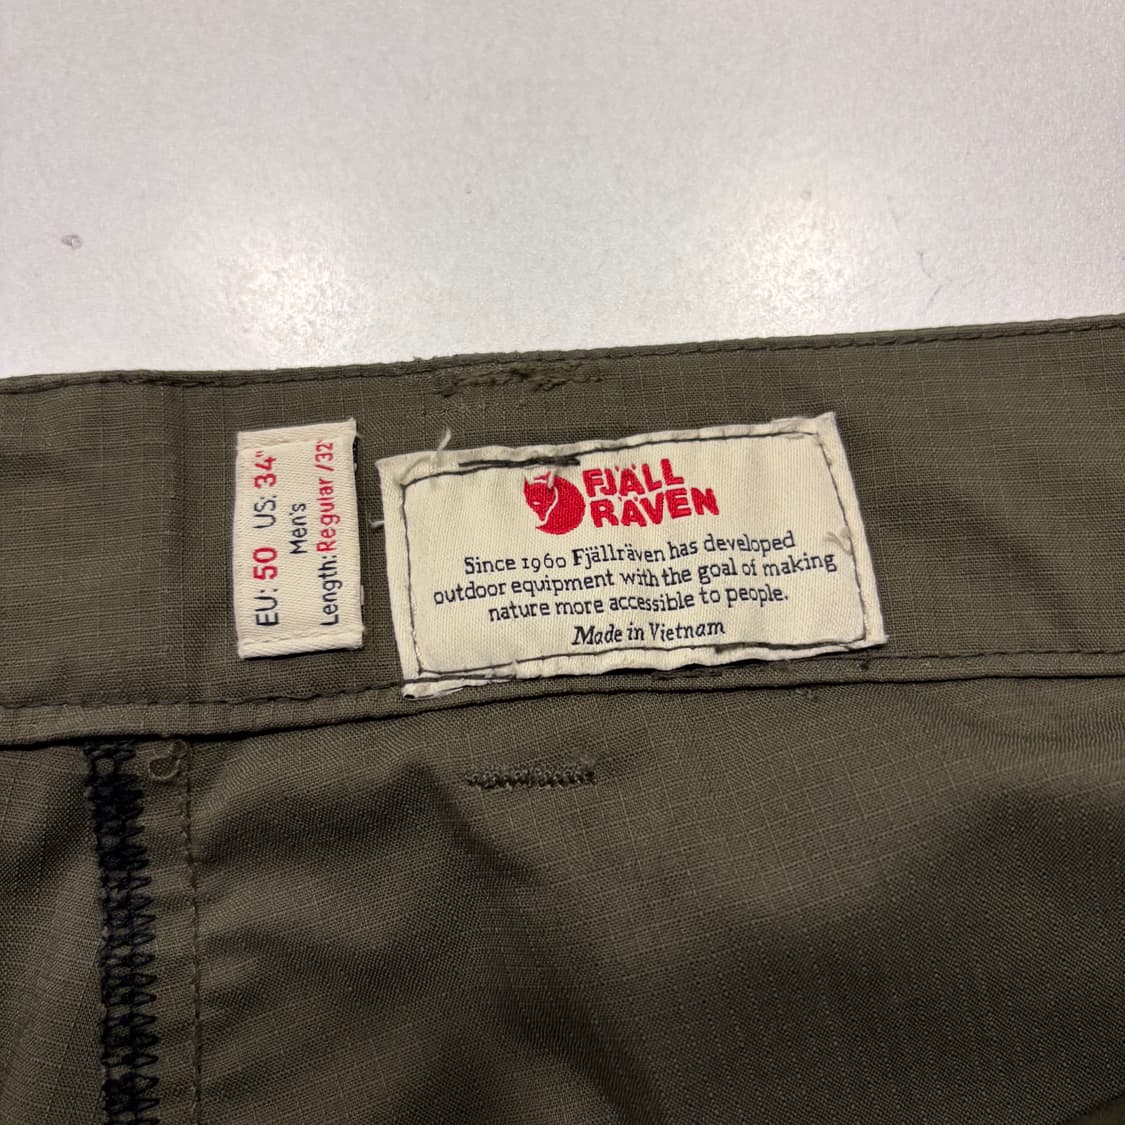 EU: 50 US: 34"
Men's
Length: Regular /32"
FJÄLL
RÄVEN
Since 1960 Fjällräven has developed
outdoor equipment with the goal of making
nature more accessible to people.
Made in Vietnam